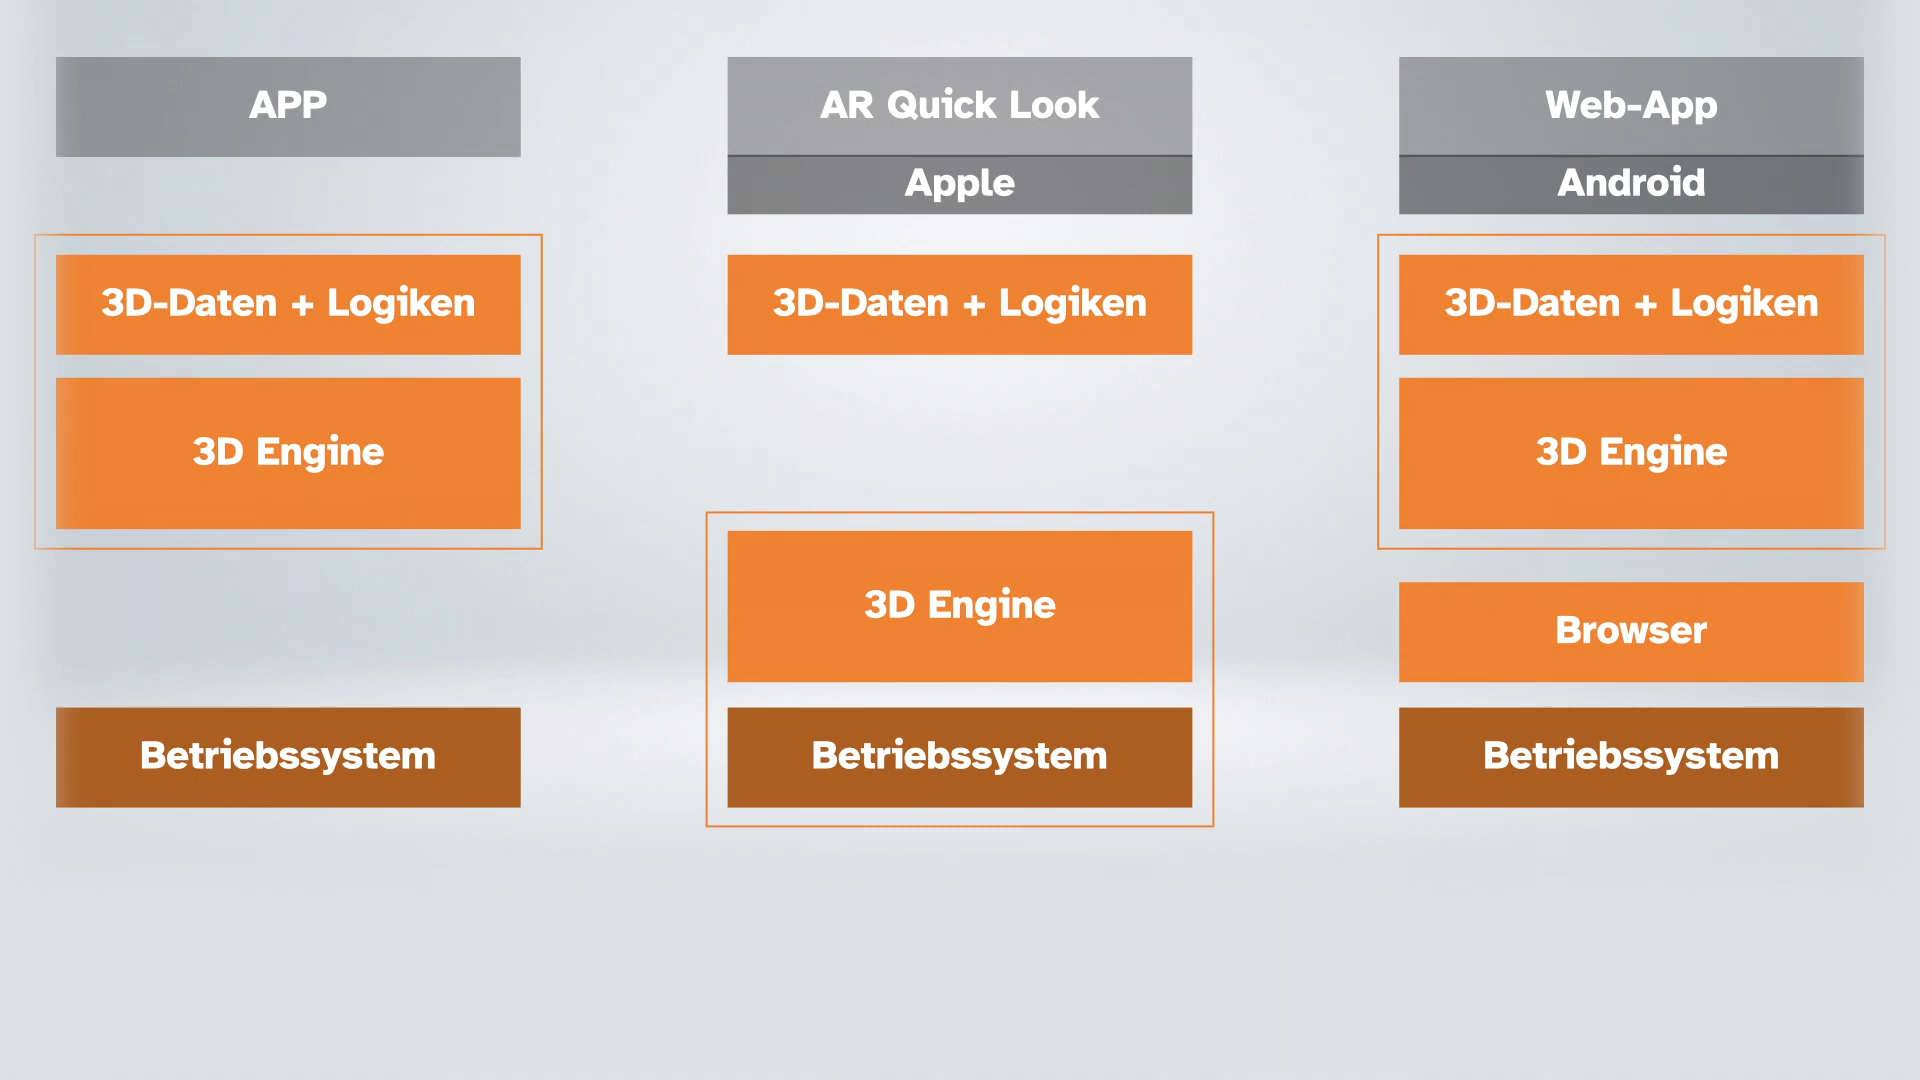 APP
3D-Daten + Logiken
3D Engine
Betriebssystem
AR Quick Look
Apple
3D-Daten + Logiken
3D Engine
Betriebssystem
Web-App
Android
3D-Daten + Logiken
3D Engine
Browser
Betriebssystem